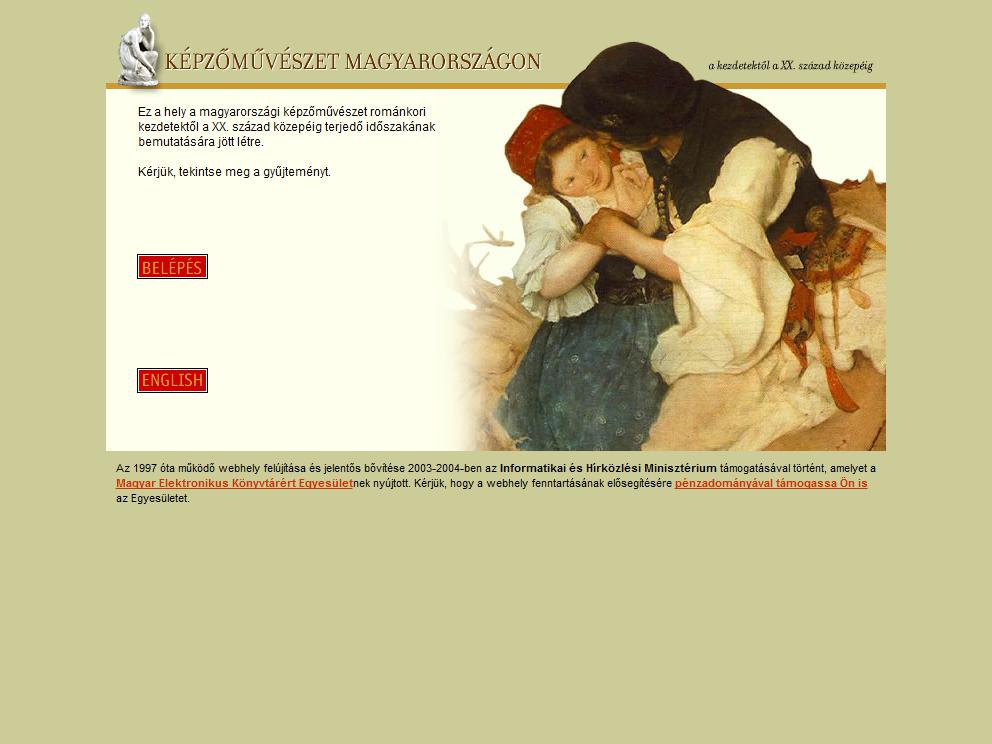 KÉPZŐMŰVÉSZET MAGYARORSZÁGON
a kezdetektől a XX. század közepéig
Ez a hely a magyarországi képzőművészet románkori
kezdetektől a XX. század közepéig terjedő időszakának
bemutatására jött létre.
Kérjük, tekintse meg a gyűjteményt.
BELÉPÉS
ENGLISH
Az 1997 óta működő webhely felújítása és jelentős bővítése 2003-2004-ben az Informatikai és Hírközlési Minisztérium támogatásával történt, amelyet a
Magyar Elektronikus Könyvtárért Egyesületnek nyújtott. Kérjük, hogy a webhely fenntartásának elősegítésére pénzadományával támogassa Ön is
az Egyesületet.